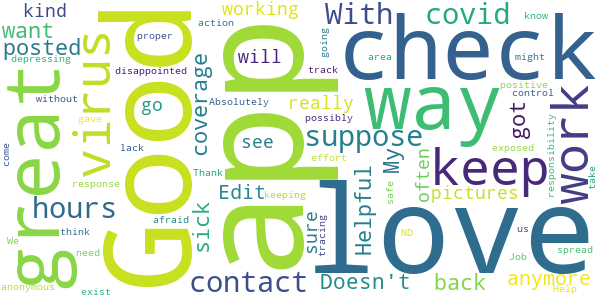 kind
want
posted
depressing
great
come
without
hours
We
think
anonymous
exist
need
response
gave
virus
lack
afraid
Good
disappointed
proper
action
working
With
covid
know
go
coverage
will
see
Absolutely
track
going
area
check
might
positive
control
app
really
possibly
suppose
way
got
work
keep
exposed
responsibility
take
Thank
effort
Edit
keeping
sick
sure
tracing
Helpful
My
often
pictures
safe
ND
us
spread
love
contact
Doesn't
back
anymore
Job
Help